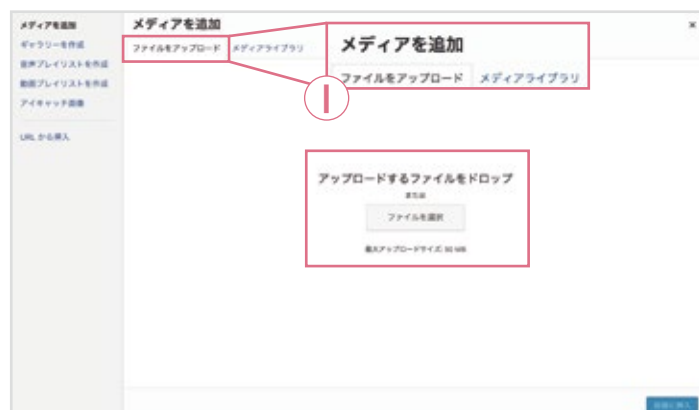 メディアを追加
ギャラリーを作成
音声プレイリストを作成
動画プレイリストを作成
アイキャッチ画像
URL から挿入
メディアを追加
ファイルをアップロード メディアライブラリ
×
メディアを追加
ファイルをアップロード メディアライブラリ
1
アップロードするファイルをドロップ
または
ファイルを選択
最大アップロードサイズ: 50 MB